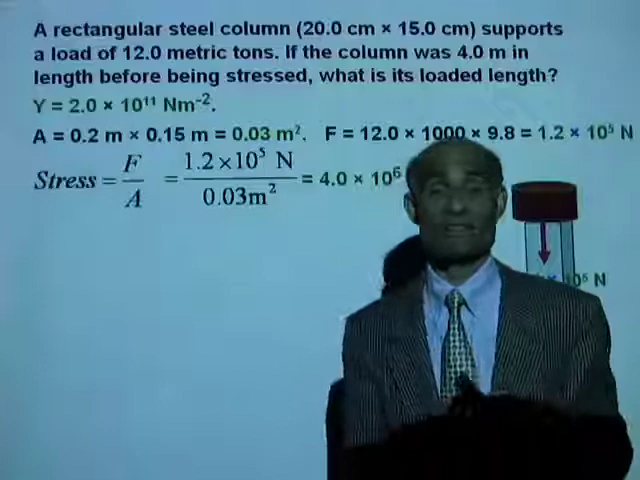 A rectangular steel column (20.0 cm × 15.0 cm) supports
a load of 12.0 metric tons. If the column was 4.0 m in
length before being stressed, what is its loaded length?
Y = 2.0 × 10¹¹ Nm⁻².
A = 0.2 m × 0.15 m = 0.03 m². F = 12.0 × 1000 × 9.8 = 1.2 × 10⁵ N
Stress = F/A = 1.2×10⁵ N / 0.03m² = 4.0 × 10⁶
10⁵ N